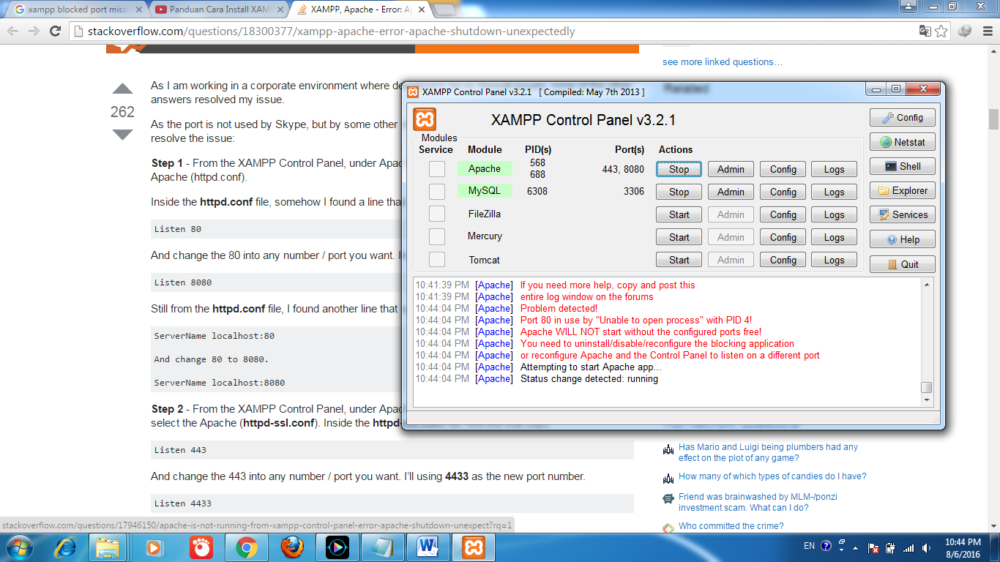 xampp blocked port miss
Panduan Cara Install XAM
XAMPP, Apache - Error: A
stackoverflow.com/questions/18300377/xampp-apache-error-apache-shutdown-unexpectedly
see more linked questions…
Related
262
As I am working in a corporate environment where de
answers resolved my issue.
As the port is not used by Skype, but by some other
resolve the issue:
Step 1 - From the XAMPP Control Panel, under Apac
Apache (httpd.conf).
Inside the httpd.conf file, somehow I found a line tha
Listen 80
And change the 80 into any number / port you want. I
Listen 8080
Still from the httpd.conf file, I found another line that
ServerName localhost:80
And change 80 to 8080.
ServerName localhost:8080
Step 2 - From the XAMPP Control Panel, under Apac
select the Apache (httpd-ssl.conf). Inside the httpd-
Listen 443
And change the 443 into any number / port you want. I'll using 4433 as the new port number.
Listen 4433
XAMPP Control Panel v3.2.1 [ Compiled: May 7th 2013 ]
XAMPP Control Panel v3.2.1
Config
Modules
Service Module PID(s) Port(s) Actions
Netstat
Apache 568 688 443, 8080 Stop Admin Config Logs
Shell
MySQL 6308 3306 Stop Admin Config Logs
Explorer
FileZilla Start Admin Config Logs
Services
Mercury Start Admin Config Logs
Help
Tomcat Start Admin Config Logs
Quit
10:41:39 PM [Apache] If you need more help, copy and post this
10:41:39 PM [Apache] entire log window on the forums
10:44:04 PM [Apache] Problem detected!
10:44:04 PM [Apache] Port 80 in use by "Unable to open process" with PID 4!
10:44:04 PM [Apache] Apache WILL NOT start without the configured ports free!
10:44:04 PM [Apache] You need to uninstall/disable/reconfigure the blocking application
10:44:04 PM [Apache] or reconfigure Apache and the Control Panel to listen on a different port
10:44:04 PM [Apache] Attempting to start Apache app...
10:44:04 PM [Apache] Status change detected: running
Has Mario and Luigi being plumbers had any
effect on the plot of any game?
How many of which types of candies do I have?
Friend was brainwashed by MLM-/ponzi
investment scam. What can I do?
Who committed the crime?
stackoverflow.com/questions/17946150/apache-is-not-running-from-xampp-control-panel-error-apache-shutdown-unexpect?rq=1
EN
10:44 PM
8/6/2016